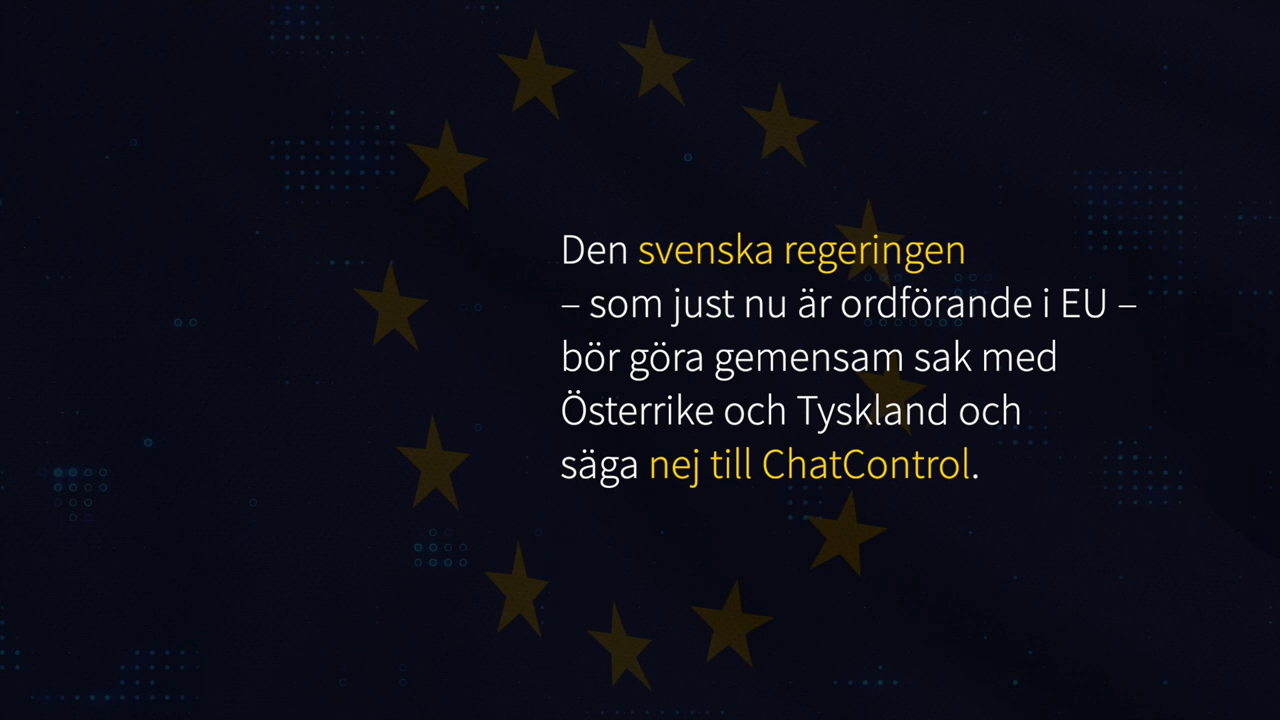 Den svenska regeringen
– som just nu är ordförande i EU –
bör göra gemensam sak med
Österrike och Tyskland och
säga nej till ChatControl.